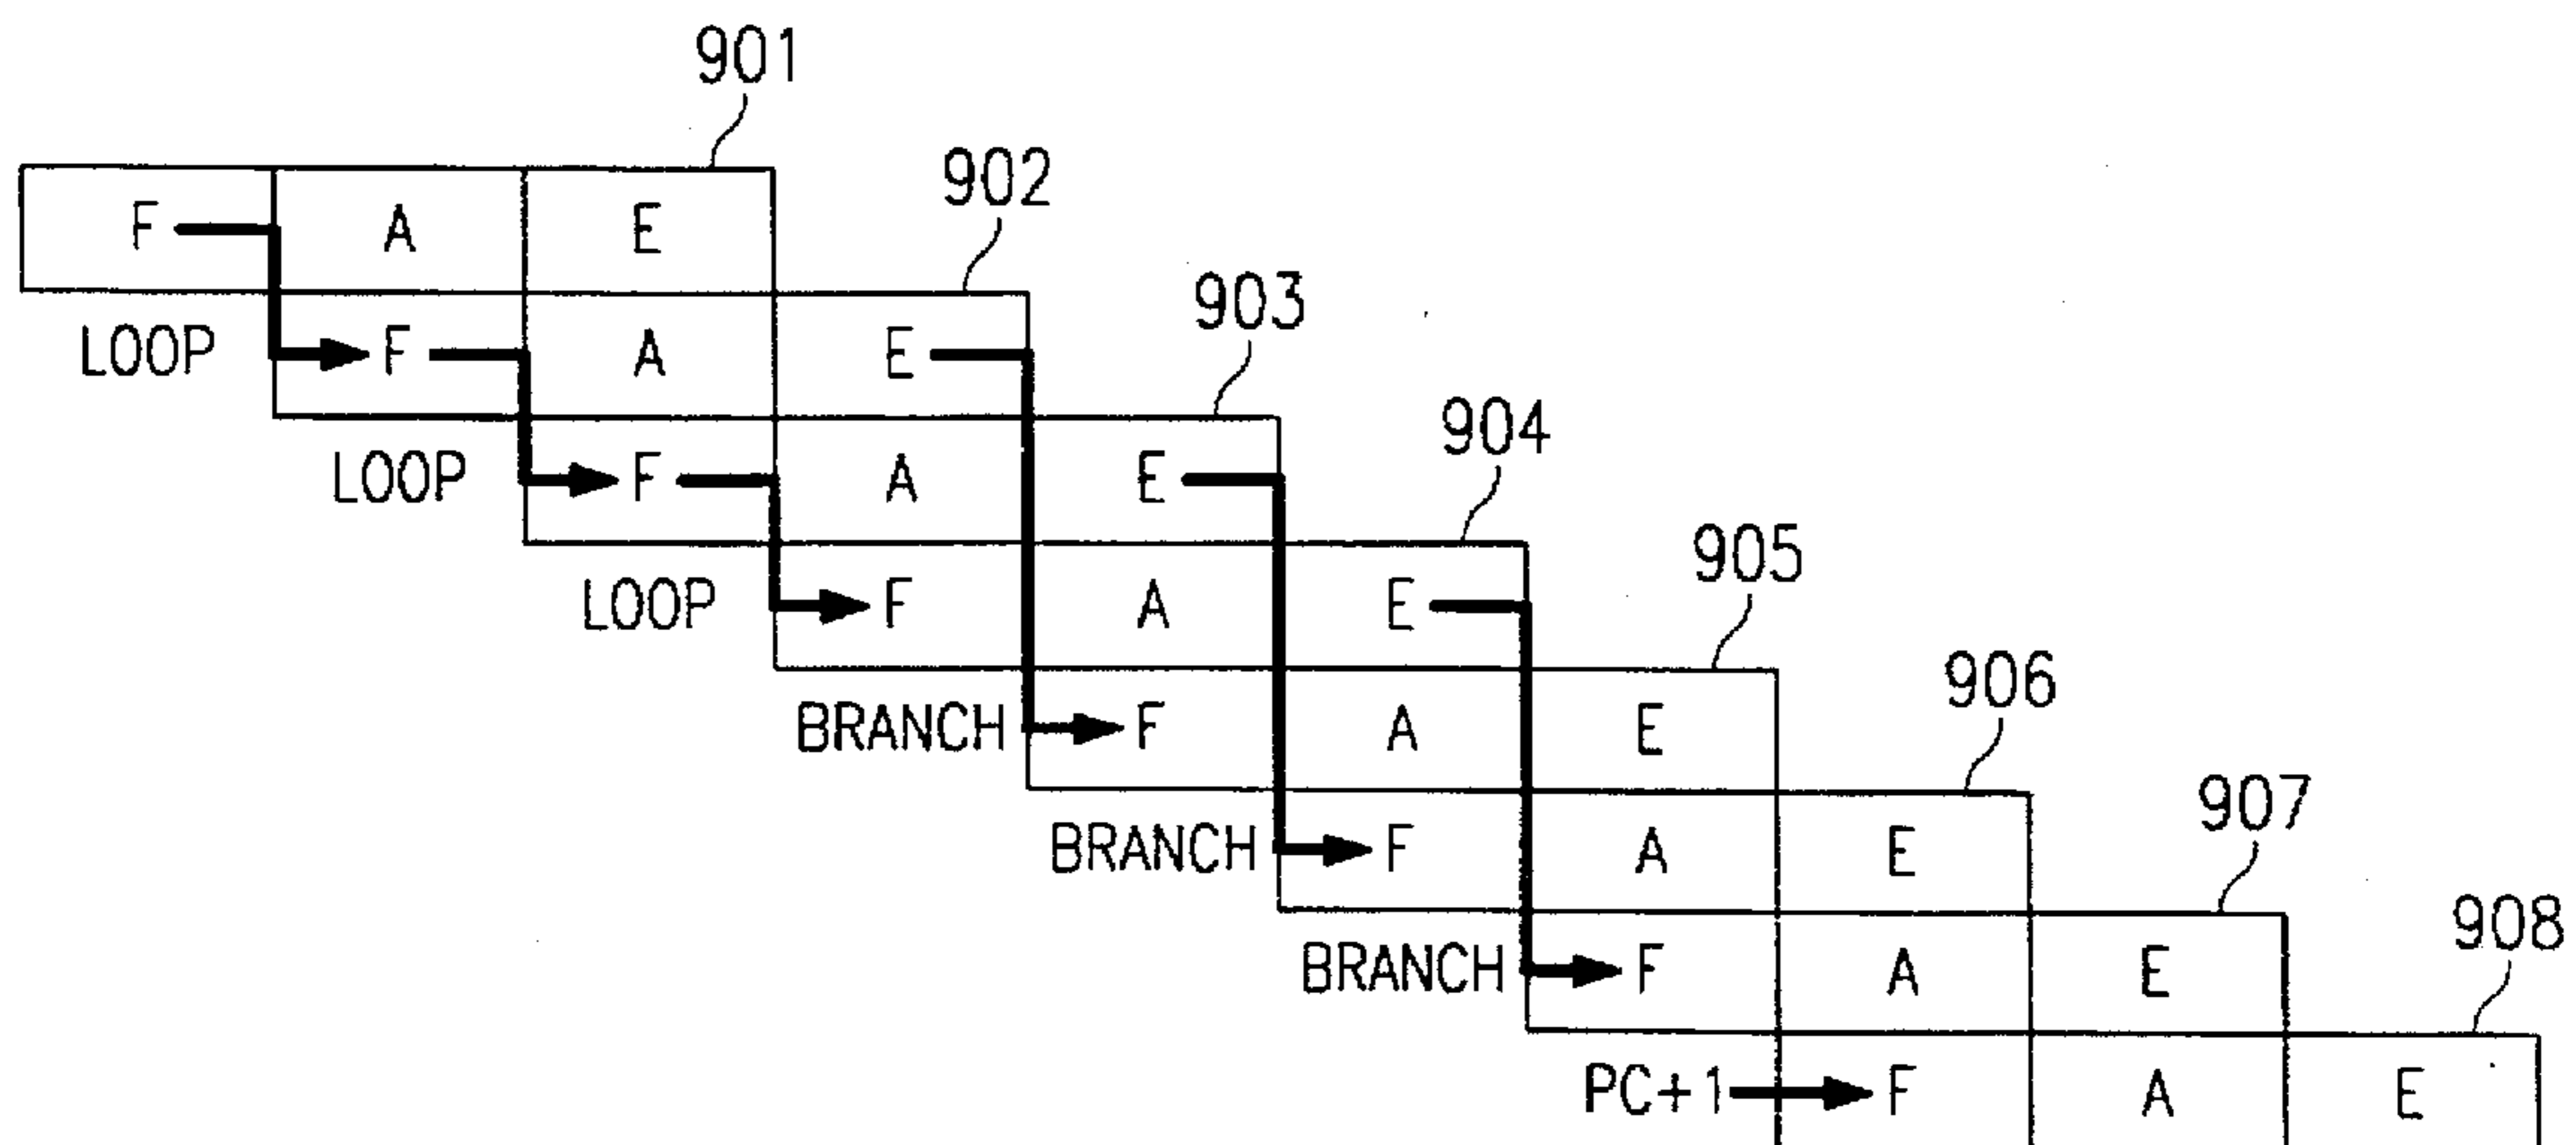 901
902
F A E
903
LOOP F A E
904
LOOP F A E
905
LOOP F A E
906
BRANCH F A E
907
BRANCH F A E
908
BRANCH F A E
PC+1 F A E